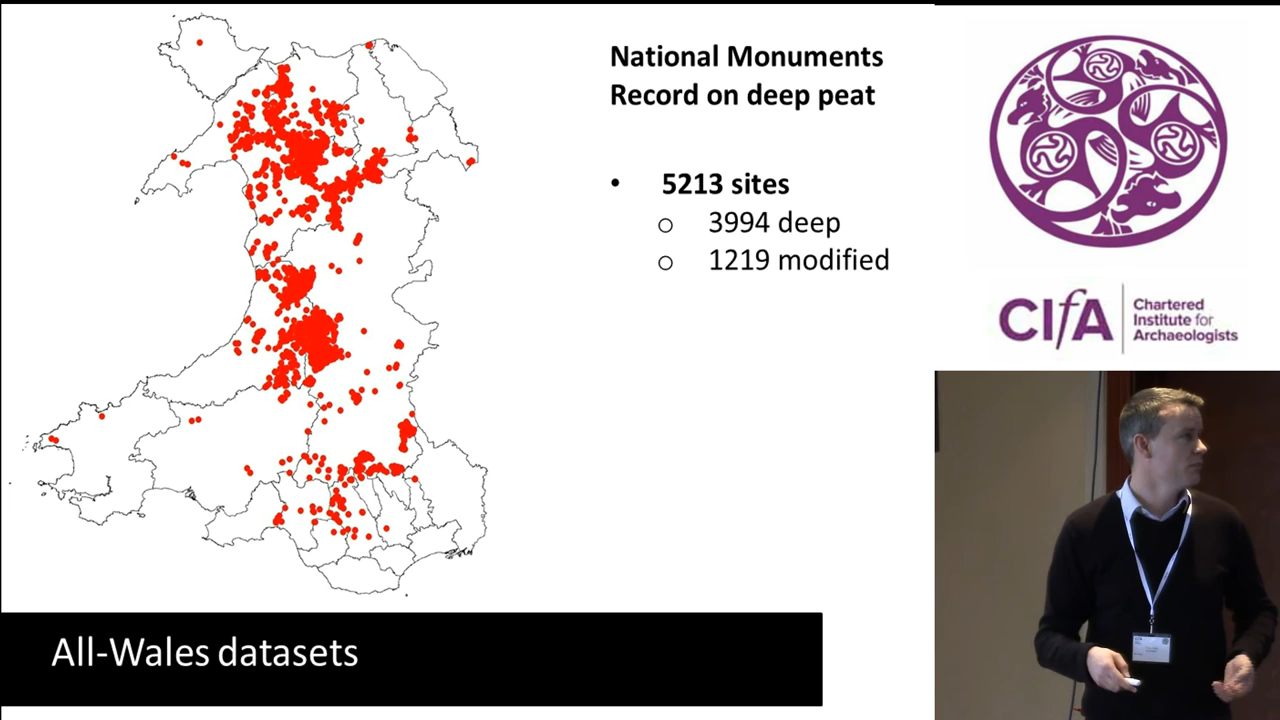 National Monuments
Record on deep peat
• 5213 sites
o 3994 deep
o 1219 modified
All-Wales datasets
CIfA
Chartered
Institute for
Archaeologists